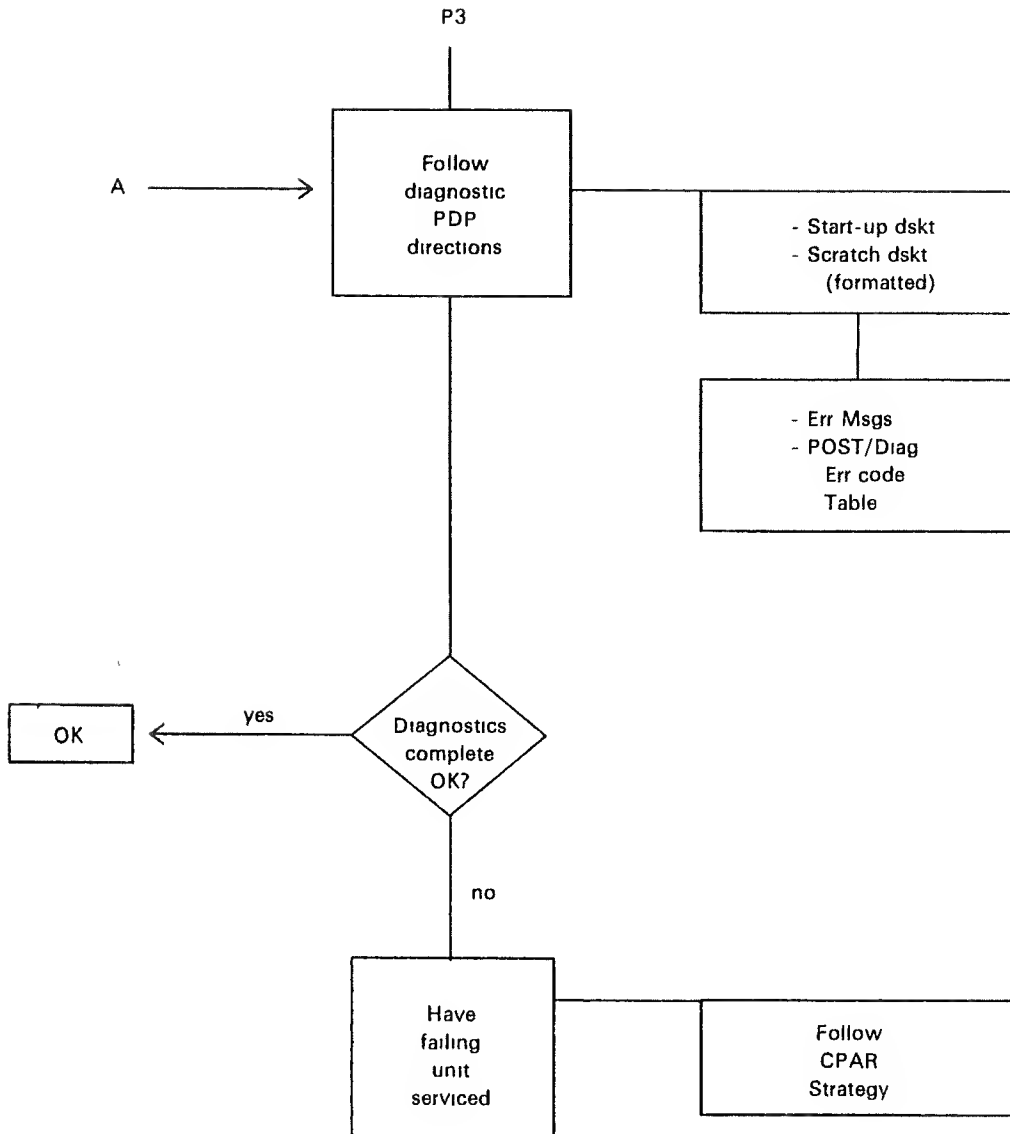 P3
Follow
diagnostic
PDP
directions
A
- Start-up dskt
- Scratch dskt
(formatted)
- Err Msgs
- POST/Diag
Err code
Table
OK
yes
Diagnostics
complete
OK?
no
Have
failing
unit
serviced
Follow
CPAR
Strategy